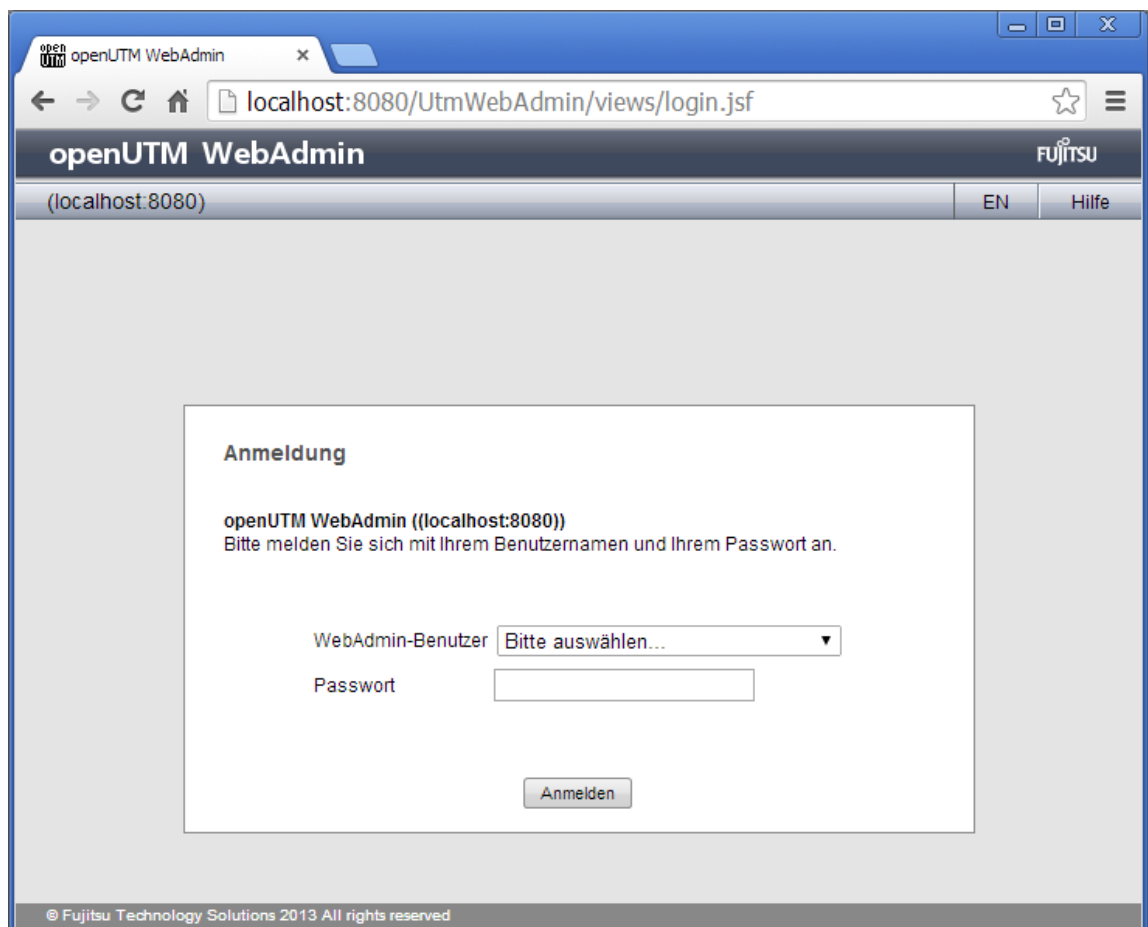 open
UTM
openUTM WebAdmin
localhost:8080/UtmWebAdmin/views/login.jsf
openUTM WebAdmin
FUJITSU
(localhost:8080)
EN
Hilfe
Anmeldung
openUTM WebAdmin ((localhost:8080))
Bitte melden Sie sich mit Ihrem Benutzernamen und Ihrem Passwort an.
WebAdmin-Benutzer
Bitte auswählen...
Passwort
Anmelden
© Fujitsu Technology Solutions 2013 All rights reserved